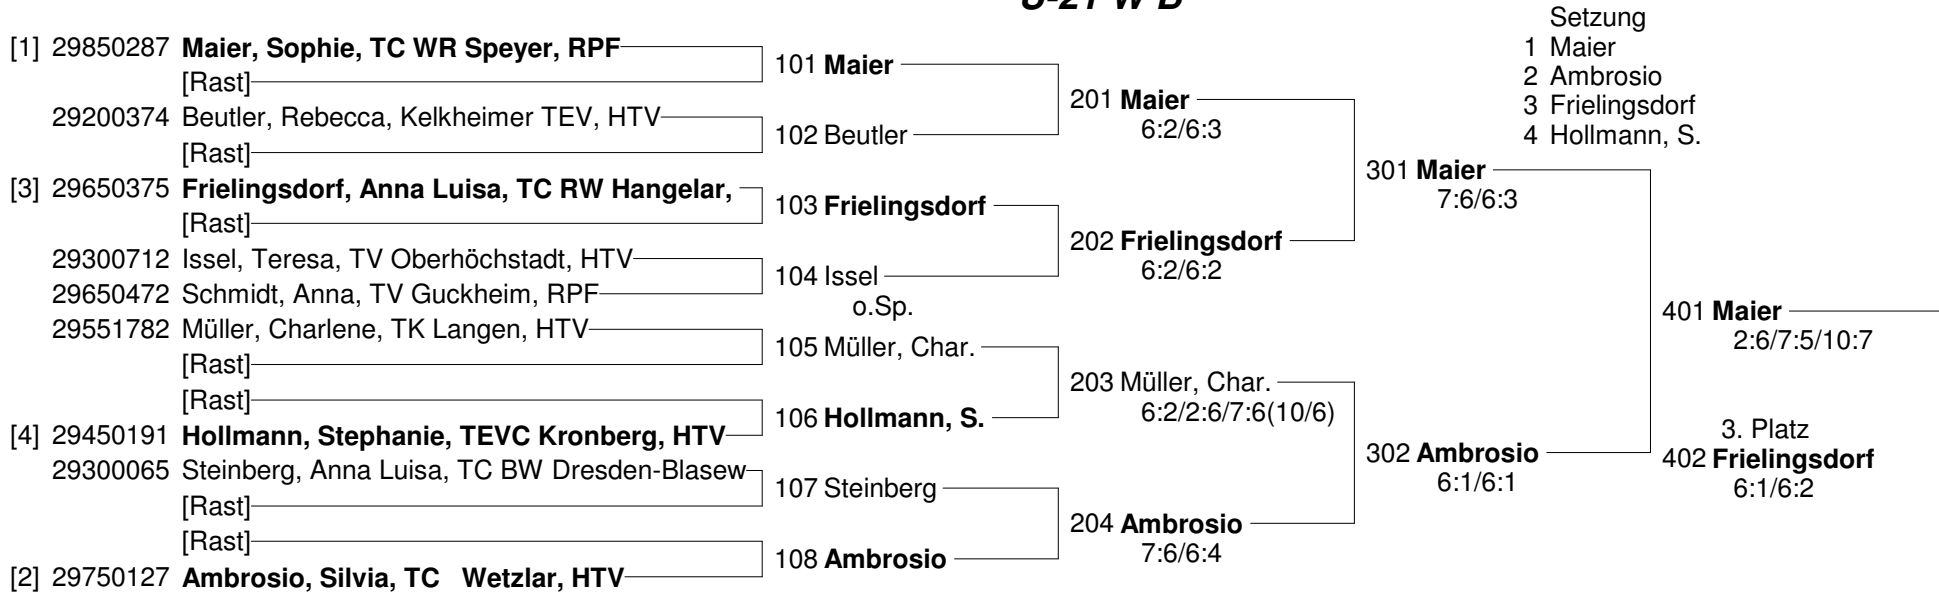 U-21 W B
[1] 29850287 Maier, Sophie, TC WR Speyer, RPF
[Rast]
29200374 Beutler, Rebecca, Kelkheimer TEV, HTV
[Rast]
[3] 29650375 Frielingsdorf, Anna Luisa, TC RW Hangelar,
[Rast]
29300712 Issel, Teresa, TV Oberhöchstadt, HTV
29650472 Schmidt, Anna, TV Guckheim, RPF
29551782 Müller, Charlene, TK Langen, HTV
[Rast]
[Rast]
[4] 29450191 Hollmann, Stephanie, TEVC Kronberg, HTV
29300065 Steinberg, Anna Luisa, TC BW Dresden-Blasew
[Rast]
[Rast]
[2] 29750127 Ambrosio, Silvia, TC Wetzlar, HTV
101 Maier
102 Beutler
103 Frielingsdorf
104 Issel
o.Sp.
105 Müller, Char.
106 Hollmann, S.
107 Steinberg
108 Ambrosio
201 Maier
6:2/6:3
202 Frielingsdorf
6:2/6:2
203 Müller, Char.
6:2/2:6/7:6(10/6)
204 Ambrosio
7:6/6:4
301 Maier
7:6/6:3
302 Ambrosio
6:1/6:1
Setzung
1 Maier
2 Ambrosio
3 Frielingsdorf
4 Hollmann, S.
401 Maier
2:6/7:5/10:7
3. Platz
402 Frielingsdorf
6:1/6:2